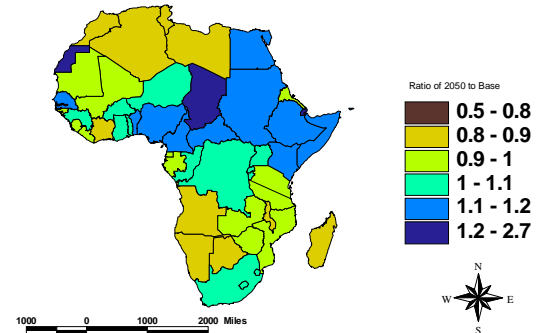 Ratio of 2050 to Base
0.5 - 0.8
0.8 - 0.9
0.9 - 1
1 - 1.1
1.1 - 1.2
1.2 - 2.7
N
W E
S
1000 0 1000 2000 Miles